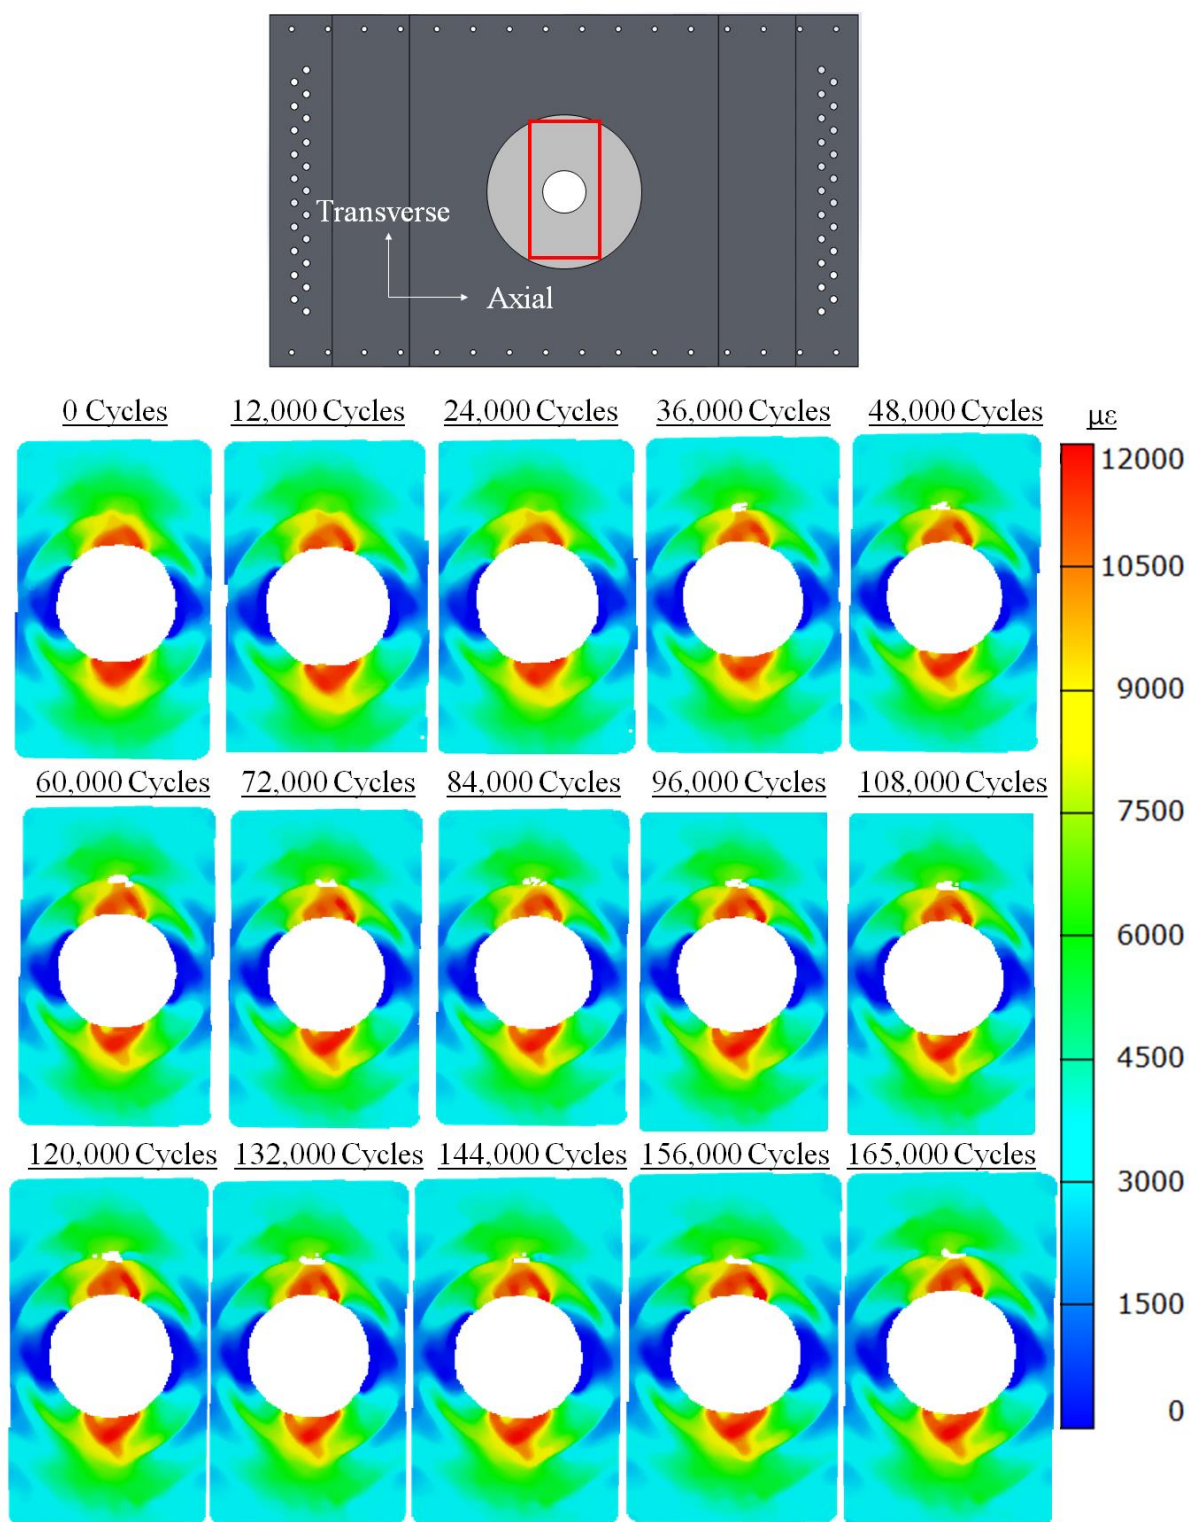 Transverse
Axial
0 Cycles 12,000 Cycles 24,000 Cycles 36,000 Cycles 48,000 Cycles
με
12000
10500
9000
7500
6000
4500
3000
1500
0
60,000 Cycles 72,000 Cycles 84,000 Cycles 96,000 Cycles 108,000 Cycles
120,000 Cycles 132,000 Cycles 144,000 Cycles 156,000 Cycles 165,000 Cycles